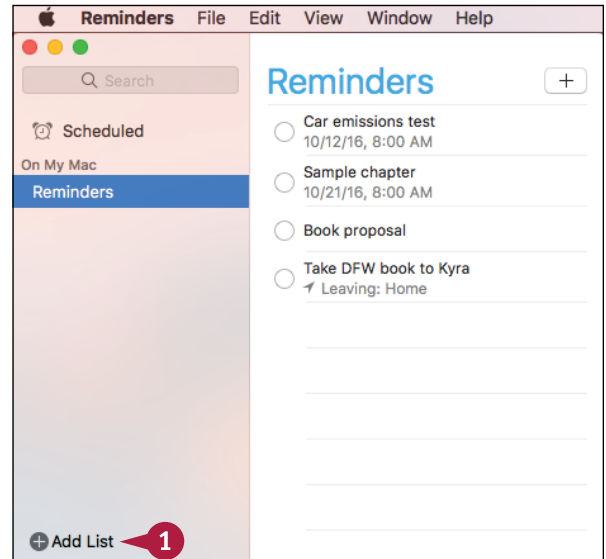 Reminders File Edit View Window Help
Search
Scheduled
On My Mac
Reminders
Add List
1
Reminders
+
Car emissions test
10/12/16, 8:00 AM
Sample chapter
10/21/16, 8:00 AM
Book proposal
Take DFW book to Kyra
Leaving: Home